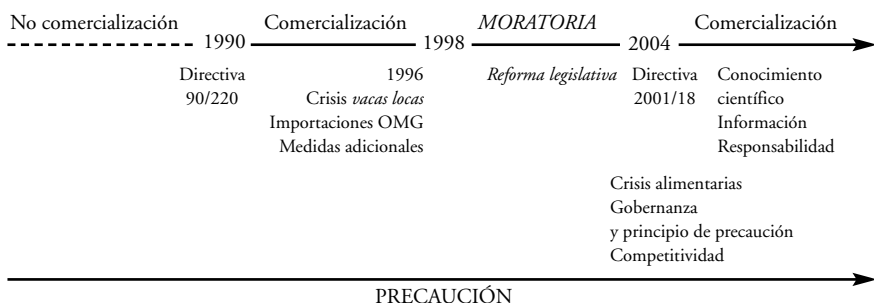 No comercialización Comercialización MORATORIA Comercialización
1990 1998 2004
Directiva 1996 Reforma legislativa Directiva Conocimiento
90/220 Crisis vacas locas 2001/18 científico
Importaciones OMG Información
Medidas adicionales Responsabilidad
Crisis alimentarias
Gobernanza
y principio de precaución
Competitividad
PRECAUCIÓN